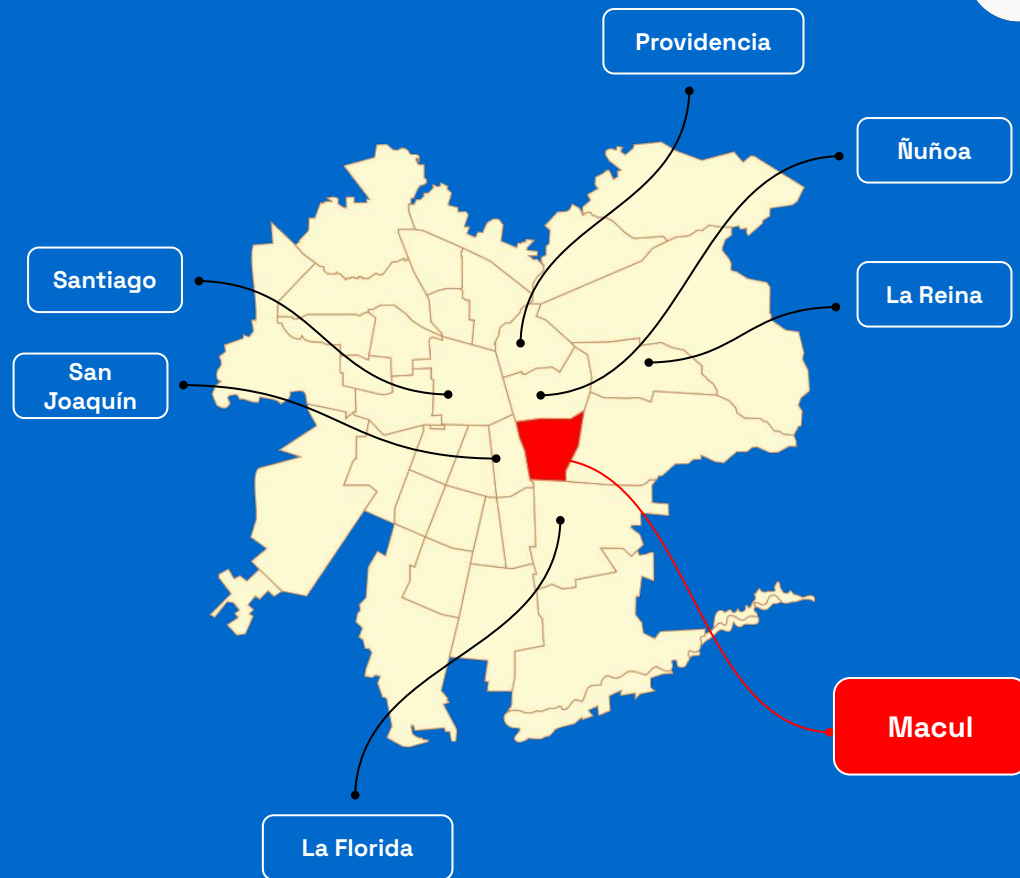 Providencia
Ñuñoa
Santiago
La Reina
San
Joaquín
Macul
La Florida